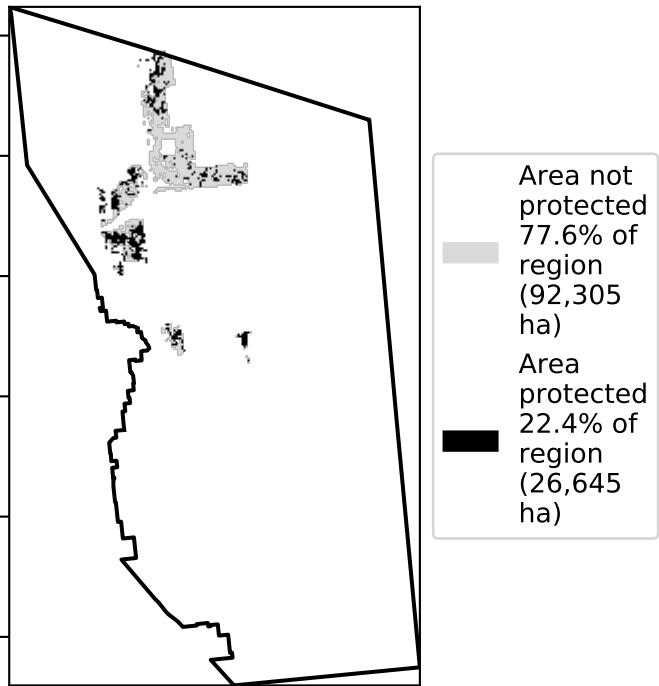 Area not
protected
77.6% of
region
(92,305
ha)
Area
protected
22.4% of
region
(26,645
ha)